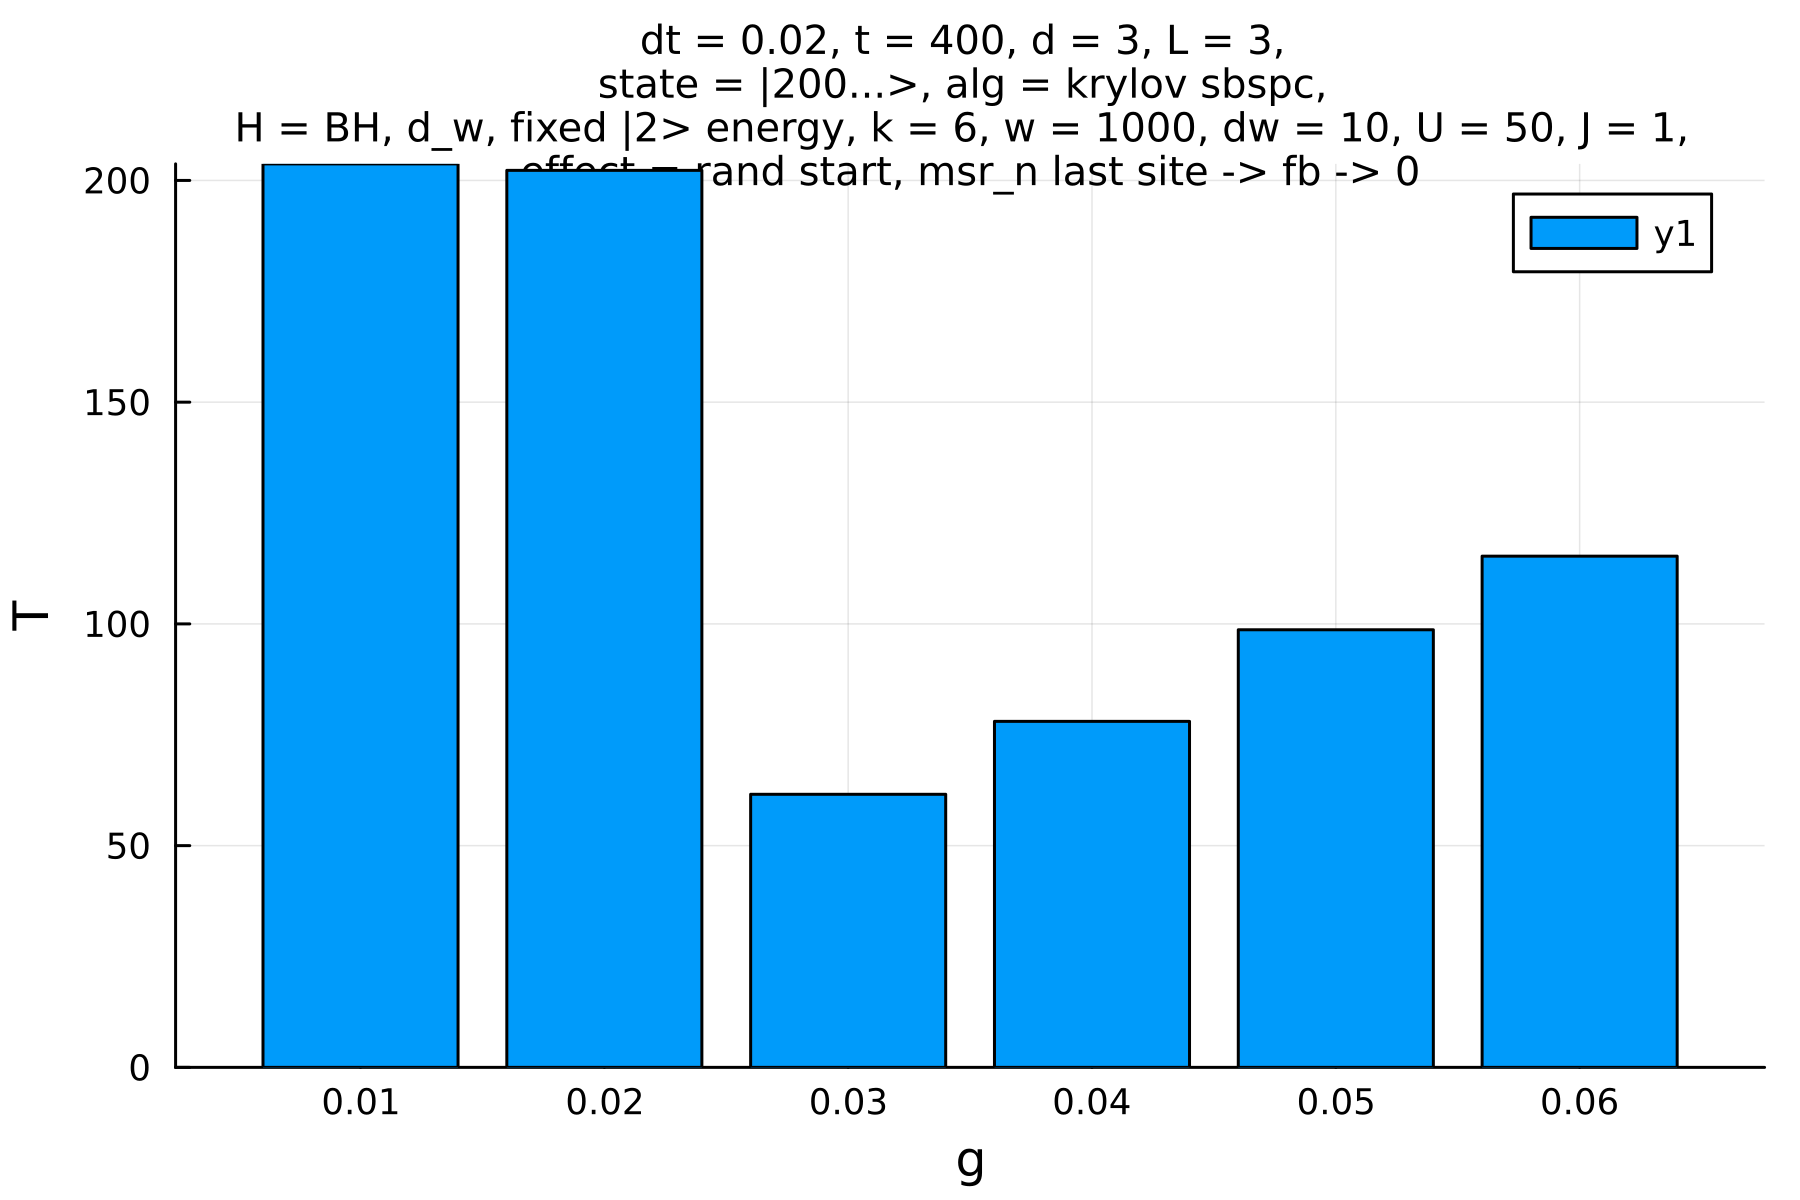 dt = 0.02, t = 400, d = 3, L = 3,
state = |200...>, alg = krylov sbspc,
H = BH, d_w, fixed |2> energy, k = 6, w = 1000, dw = 10, U = 50, J = 1,
effect = rand start, msr_n last site -> fb -> 0
y1
200
150
100
50
0
T
0.01 0.02 0.03 0.04 0.05 0.06
g